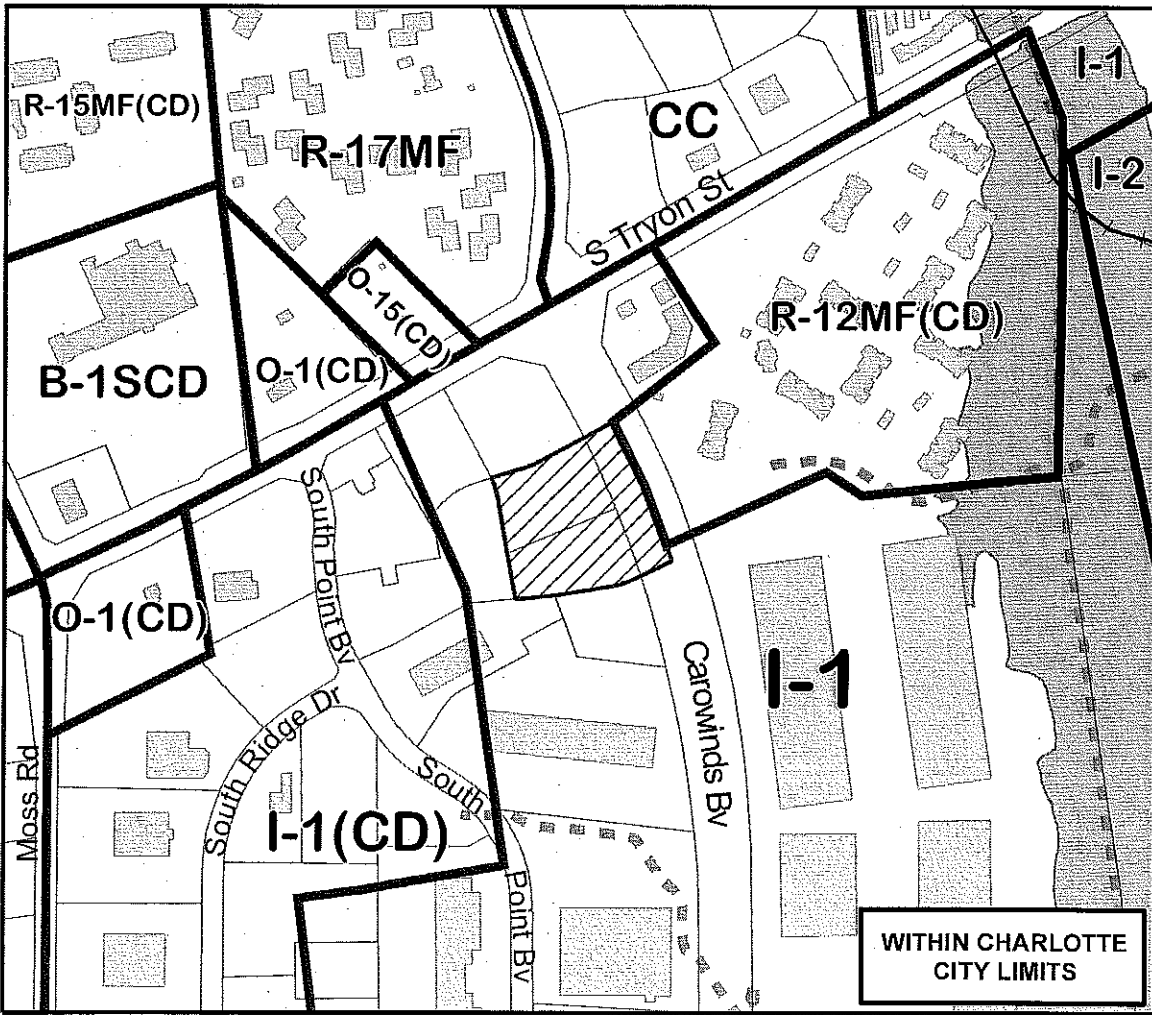 R-15MF(CD)
R-17MF
CC
I-1
I-2
S Tryon St
O-15(CD)
R-12MF(CD)
B-1SCD
O-1(CD)
South Point Bv
O-1(CD)
Carowinds Bv
I-1
Moss Rd
South Ridge Dr
South Point Bv
I-1(CD)
WITHIN CHARLOTTE
CITY LIMITS